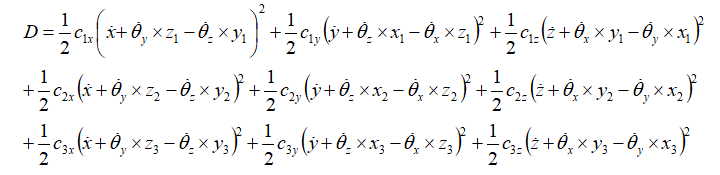 D = \frac{1}{2}c_{1x}\left(\dot{x}+\dot{\theta}_y \times z_1 - \dot{\theta}_z \times y_1\right)^2 + \frac{1}{2}c_{1y}\left(\dot{y}+\dot{\theta}_z \times x_1 - \dot{\theta}_x \times z_1\right)^2 + \frac{1}{2}c_{1z}\left(\dot{z}+\dot{\theta}_x \times y_1 - \dot{\theta}_y \times x_1\right)^2
+ \frac{1}{2}c_{2x}\left(\dot{x}+\dot{\theta}_y \times z_2 - \dot{\theta}_z \times y_2\right)^2 + \frac{1}{2}c_{2y}\left(\dot{y}+\dot{\theta}_z \times x_2 - \dot{\theta}_x \times z_2\right)^2 + \frac{1}{2}c_{2z}\left(\dot{z}+\dot{\theta}_x \times y_2 - \dot{\theta}_y \times x_2\right)^2
+ \frac{1}{2}c_{3x}\left(\dot{x}+\dot{\theta}_y \times z_3 - \dot{\theta}_z \times y_3\right)^2 + \frac{1}{2}c_{3y}\left(\dot{y}+\dot{\theta}_z \times x_3 - \dot{\theta}_x \times z_3\right)^2 + \frac{1}{2}c_{3z}\left(\dot{z}+\dot{\theta}_x \times y_3 - \dot{\theta}_y \times x_3\right)^2